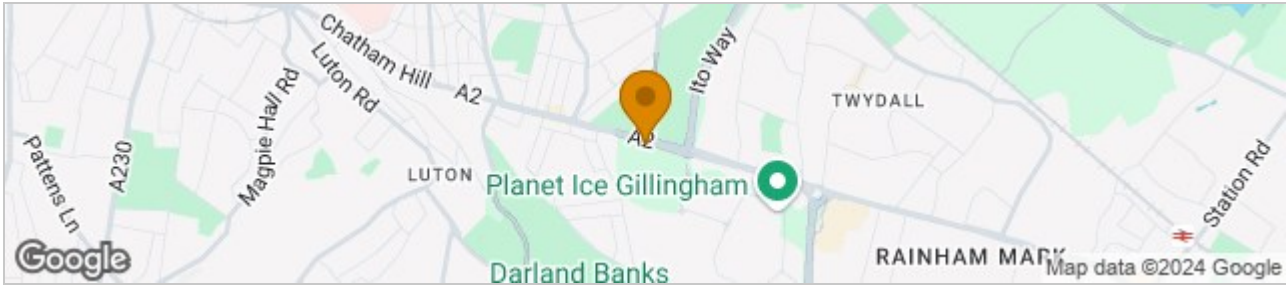 Chatham Hill
A2
Ito Way
Luton Rd
Magpie Hall Rd
TWYDALL
Pattens Ln
A230
A2
LUTON
Planet Ice Gillingham
Station Rd
RAINHAM MARK
Google
Darland Banks
Map data ©2024 Google